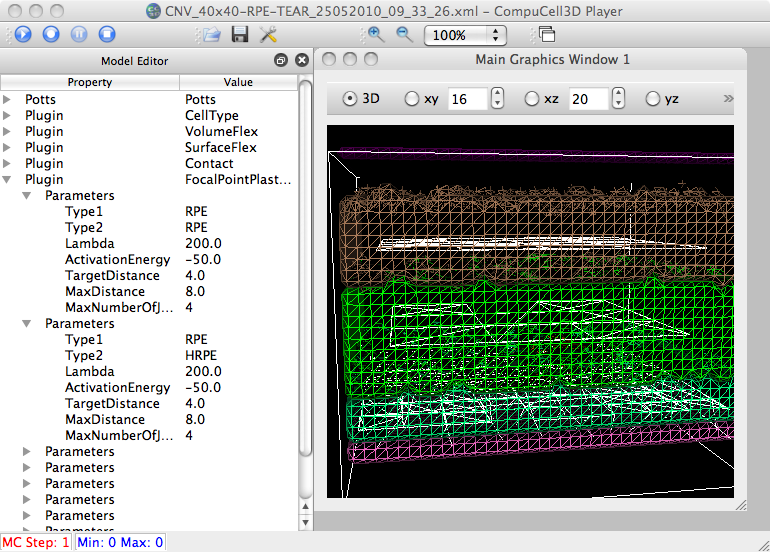 CNV_40x40-RPE-TEAR_25052010_09_33_26.xml - CompuCell3D Player
100%
Model Editor
Property Value
Potts Potts
Plugin CellType
Plugin VolumeFlex
Plugin SurfaceFlex
Plugin Contact
Plugin FocalPointPlast...
Parameters
Type1 RPE
Type2 RPE
Lambda 200.0
ActivationEnergy -50.0
TargetDistance 4.0
MaxDistance 8.0
MaxNumberOfJ... 4
Parameters
Type1 RPE
Type2 HRPE
Lambda 200.0
ActivationEnergy -50.0
TargetDistance 4.0
MaxDistance 8.0
MaxNumberOfJ... 4
Parameters
Parameters
Parameters
Parameters
Parameters
Main Graphics Window 1
3D xy 16 xz 20 yz »
MC Step: 1 Min: 0 Max: 0